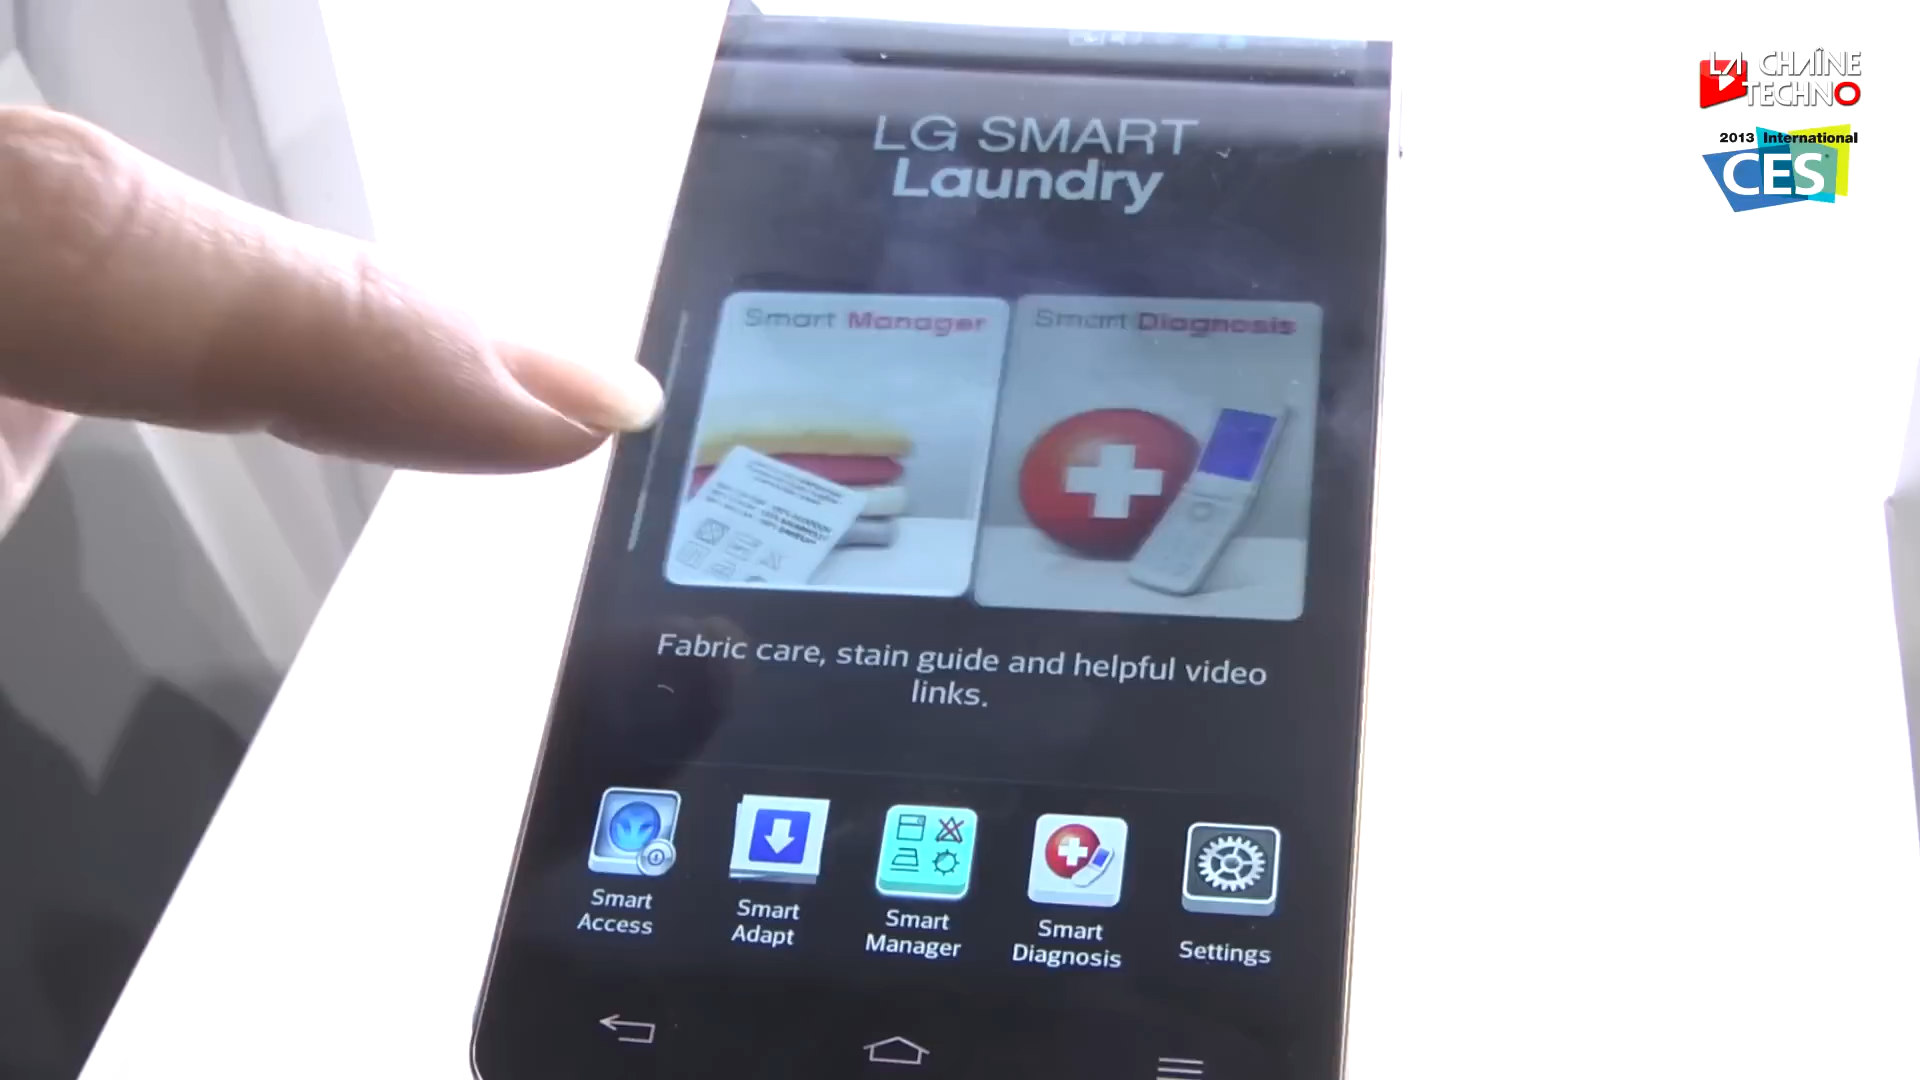 LA CHAÎNE
TECHNO
2013 International
CES
LG SMART
Laundry
Smart Manager
Smart Diagnosis
Fabric care, stain guide and helpful video
links.
Smart
Access
Smart
Adapt
Smart
Manager
Smart
Diagnosis
Settings